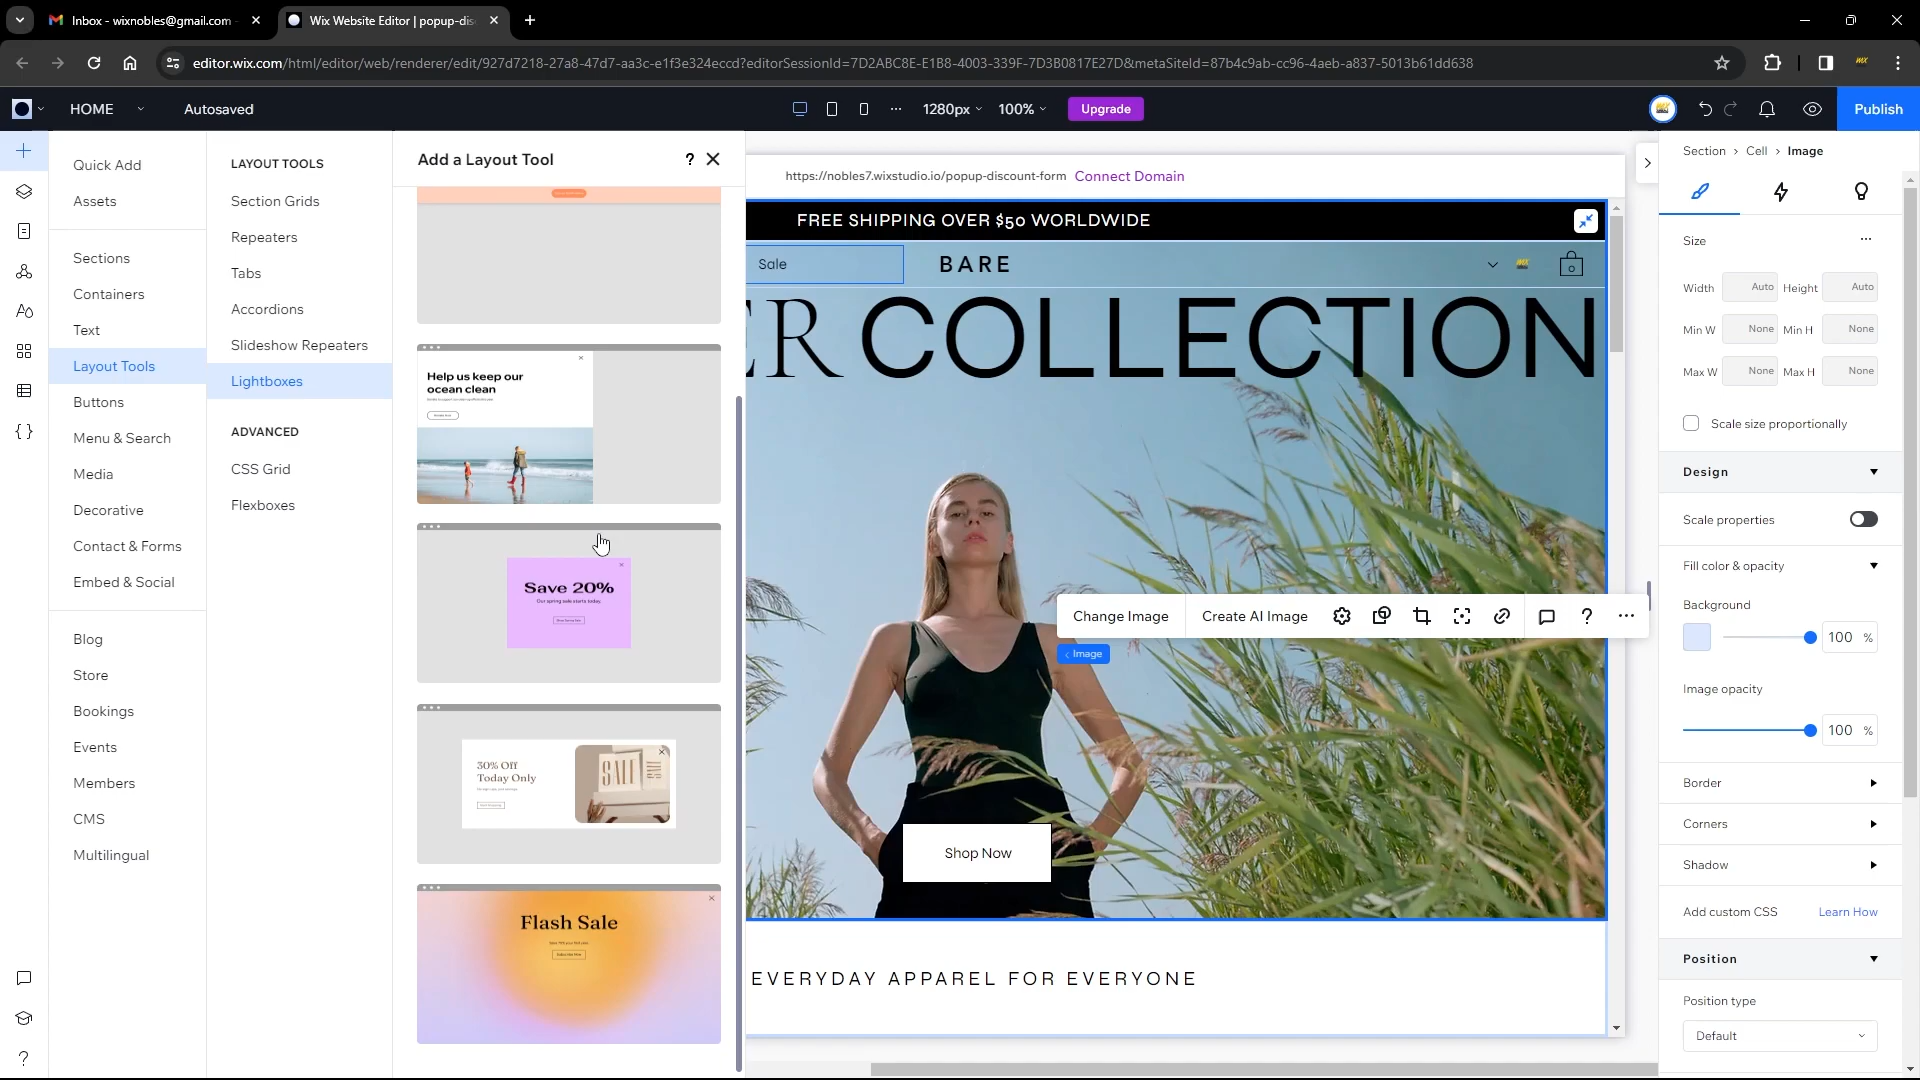 Inbox - wixnobles@gmail.com
Wix Website Editor | popup-dis
editor.wix.com/html/editor/web/renderer/edit/927d7218-27a8-47d7-aa3c-e1f3e324eccd?editorSessionId=7D2ABC8E-E1B8-4003-339F-7D3B0817E27D&metaSiteId=87b4c9ab-cc96-4aeb-a837-5013b61dd638
HOME
Autosaved
1280px
100%
Upgrade
Publish
Quick Add
Assets
Sections
Containers
Text
Layout Tools
Buttons
Menu & Search
Media
Decorative
Contact & Forms
Embed & Social
Blog
Store
Bookings
Events
Members
CMS
Multilingual
LAYOUT TOOLS
Section Grids
Repeaters
Tabs
Accordions
Slideshow Repeaters
Lightboxes
ADVANCED
CSS Grid
Flexboxes
Add a Layout Tool
?
Help us keep our
ocean clean
Save 20%
Our spring sale starts today.
30% Off
Today Only
SALE
Flash Sale
https://nobles7.wixstudio.io/popup-discount-form Connect Domain
FREE SHIPPING OVER $50 WORLDWIDE
Sale
BARE
0
ER COLLECTION
Change Image
Create AI Image
?
Image
Shop Now
EVERYDAY APPAREL FOR EVERYONE
Section > Cell > Image
Size
Width Auto Height Auto
Min W None Min H None
Max W None Max H None
Scale size proportionally
Design
Scale properties
Fill color & opacity
Background
100 %
Image opacity
100 %
Border
Corners
Shadow
Add custom CSS Learn How
Position
Position type
Default
?